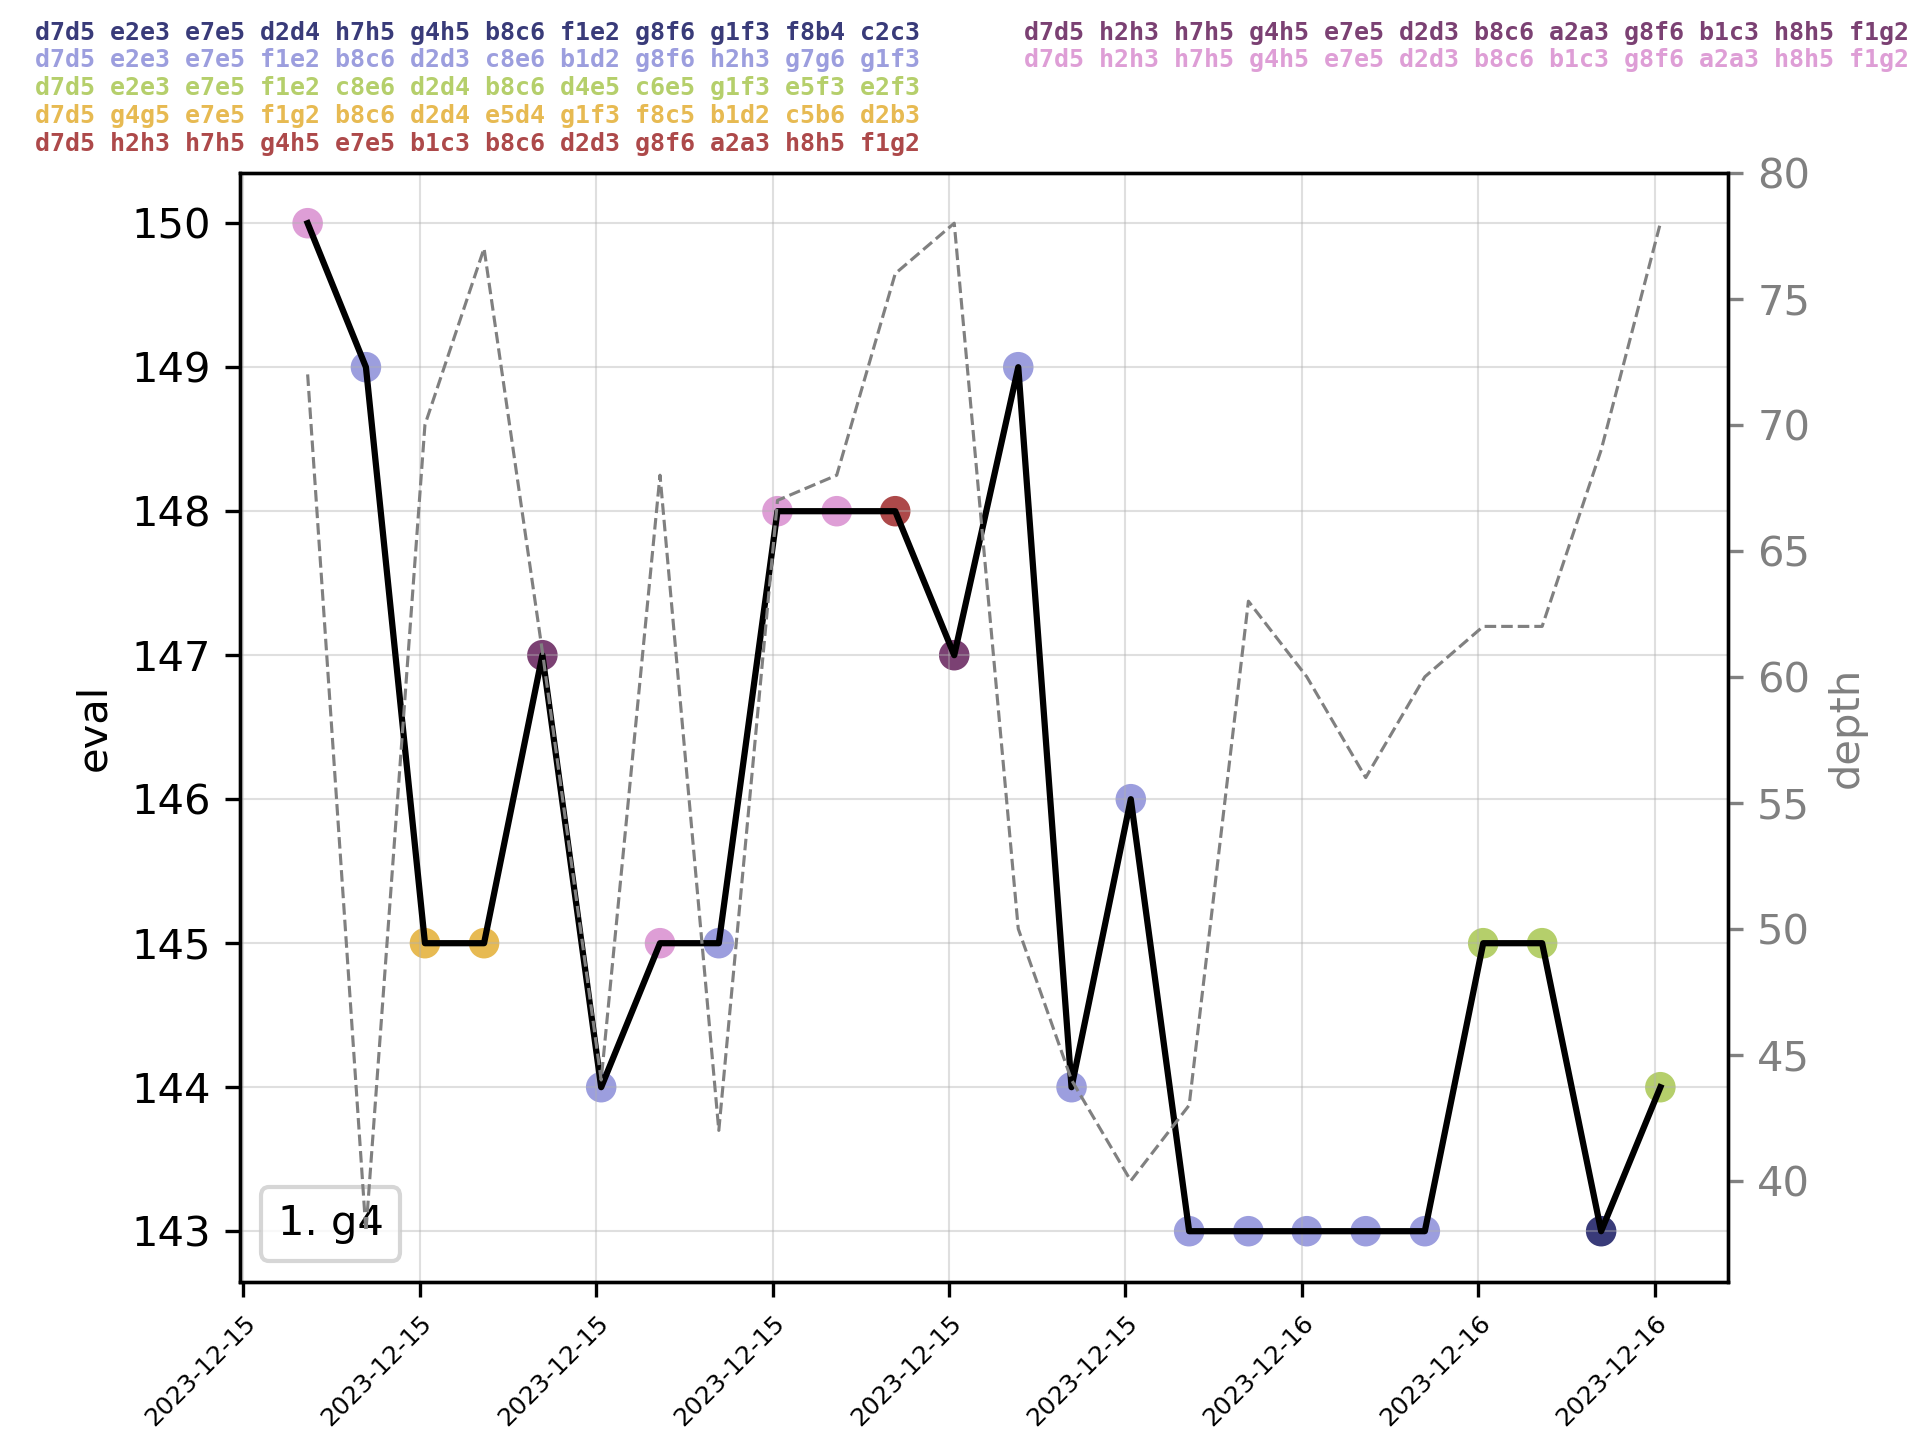 d7d5 e2e3 e7e5 d2d4 h7h5 g4h5 b8c6 f1e2 g8f6 g1f3 f8b4 c2c3
d7d5 e2e3 e7e5 f1e2 b8c6 d2d3 c8e6 b1d2 g8f6 h2h3 g7g6 g1f3
d7d5 e2e3 e7e5 f1e2 c8e6 d2d4 b8c6 d4e5 c6e5 g1f3 e5f3 e2f3
d7d5 g4g5 e7e5 f1g2 b8c6 d2d4 e5d4 g1f3 f8c5 b1d2 c5b6 d2b3
d7d5 h2h3 h7h5 g4h5 e7e5 b1c3 b8c6 d2d3 g8f6 a2a3 h8h5 f1g2
d7d5 h2h3 h7h5 g4h5 e7e5 d2d3 b8c6 a2a3 g8f6 b1c3 h8h5 f1g2
d7d5 h2h3 h7h5 g4h5 e7e5 d2d3 b8c6 b1c3 g8f6 a2a3 h8h5 f1g2
150
149
148
147
146
145
144
143
eval
80
75
70
65
60
55
50
45
40
depth
1. g4
2023-12-15
2023-12-15
2023-12-15
2023-12-15
2023-12-15
2023-12-15
2023-12-16
2023-12-16
2023-12-16